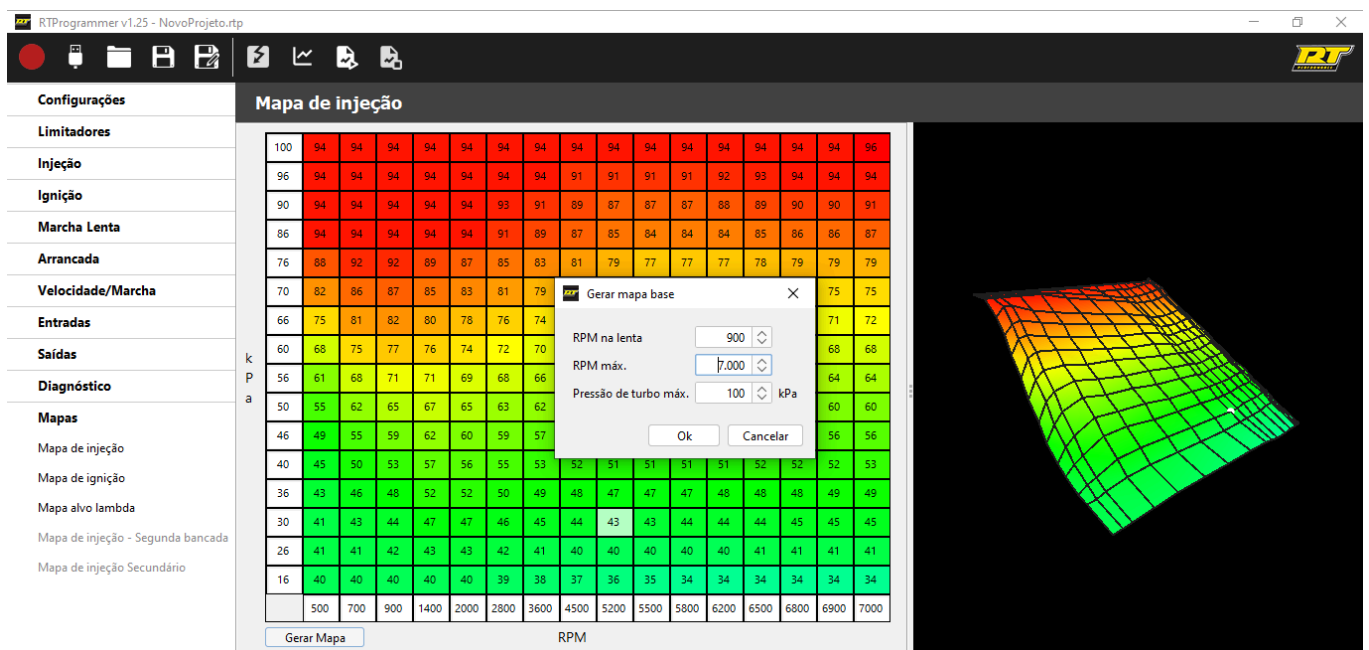 RTProgrammer v1.25 - NovoProjeto.rtp
RT
PERFORMANCE
Configurações
Limitadores
Injeção
Ignição
Marcha Lenta
Arrancada
Velocidade/Marcha
Entradas
Saídas
Diagnóstico
Mapas
Mapa de injeção
Mapa de ignição
Mapa alvo lambda
Mapa de injeção - Segunda bancada
Mapa de injeção Secundário
Mapa de injeção
kPa
100 94 94 94 94 94 94 94 94 94 94 94 94 94 94 94 96
96 94 94 94 94 94 94 94 91 91 91 91 92 93 94 94 94
90 94 94 94 94 94 93 91 89 87 87 87 88 89 90 90 91
86 94 94 94 94 94 91 89 87 85 84 84 84 85 86 86 87
76 88 92 92 89 87 85 83 81 79 77 77 77 78 79 79 79
70 82 86 87 85 83 81 79 75 75
66 75 81 82 80 78 76 74 71 72
60 68 75 77 76 74 72 70 68 68
56 61 68 71 71 69 68 66 64 64
50 55 62 65 67 65 63 62 60 60
46 49 55 59 62 60 59 57 56 56
40 45 50 53 57 56 55 53 52 51 51 51 51 52 52 52 53
36 43 46 48 52 52 50 49 48 47 47 47 48 48 48 49 49
30 41 43 44 47 47 46 45 44 43 43 44 44 44 45 45 45
26 41 41 42 43 43 42 41 40 40 40 40 40 41 41 41 41
16 40 40 40 40 40 39 38 37 36 35 34 34 34 34 34 34
500 700 900 1400 2000 2800 3600 4500 5200 5500 5800 6200 6500 6800 6900 7000
Gerar Mapa
RPM
Gerar mapa base
RPM na lenta 900
RPM máx. 7.000
Pressão de turbo máx. 100 kPa
Ok Cancelar